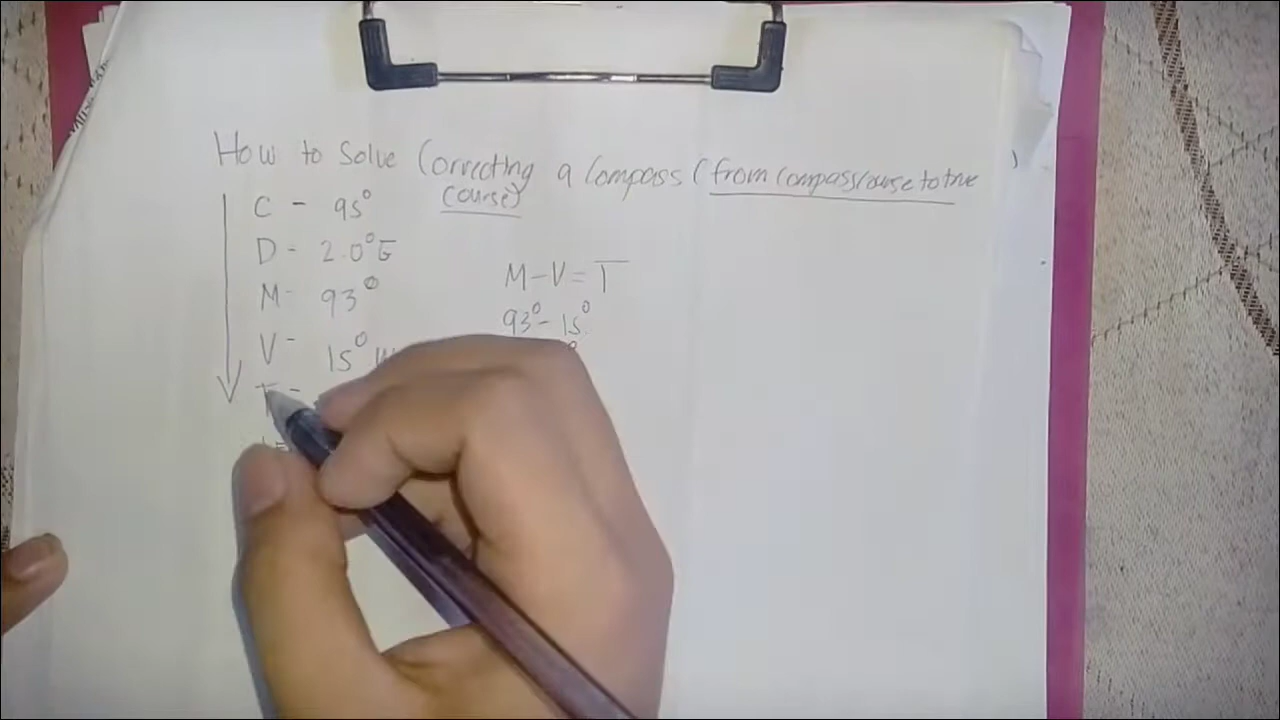 How to Solve Correcting a Compass (from compass course to true
course)
C - 95°
D - 2.0°E
M - 93°
V - 15° W
T -
M-V=T
93°-15°